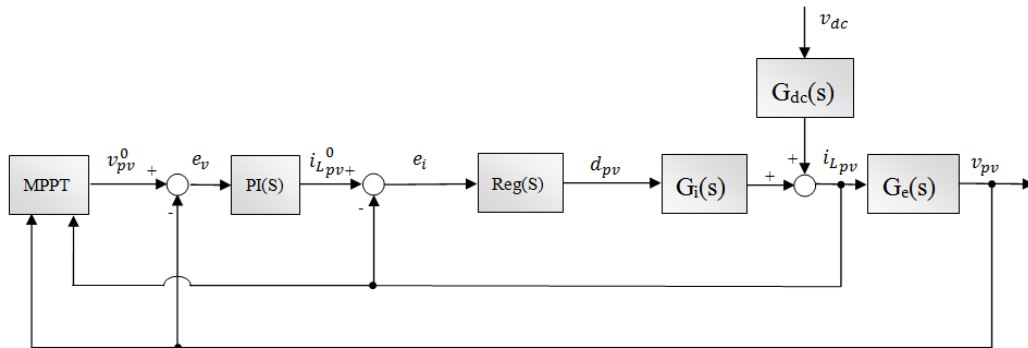 v_dc
G_dc(s)
v_pv^0
e_v
i_Lpv^0
e_i
d_pv
i_Lpv
v_pv
+
+
+
+
MPPT
PI(S)
Reg(S)
G_i(s)
G_e(s)
-
-